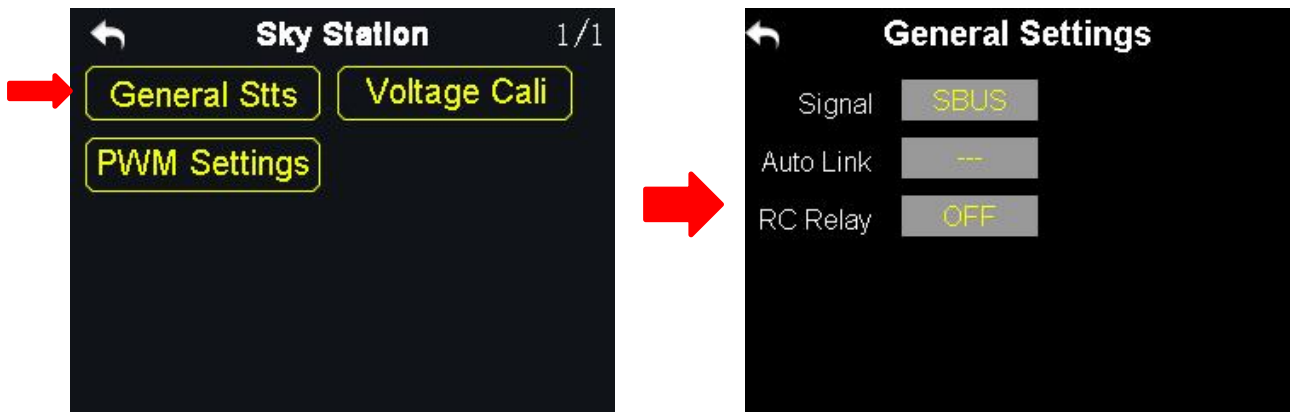 Sky Station 1/1
General Stts Voltage Cali
PWM Settings
General Settings
Signal SBUS
Auto Link ---
RC Relay OFF